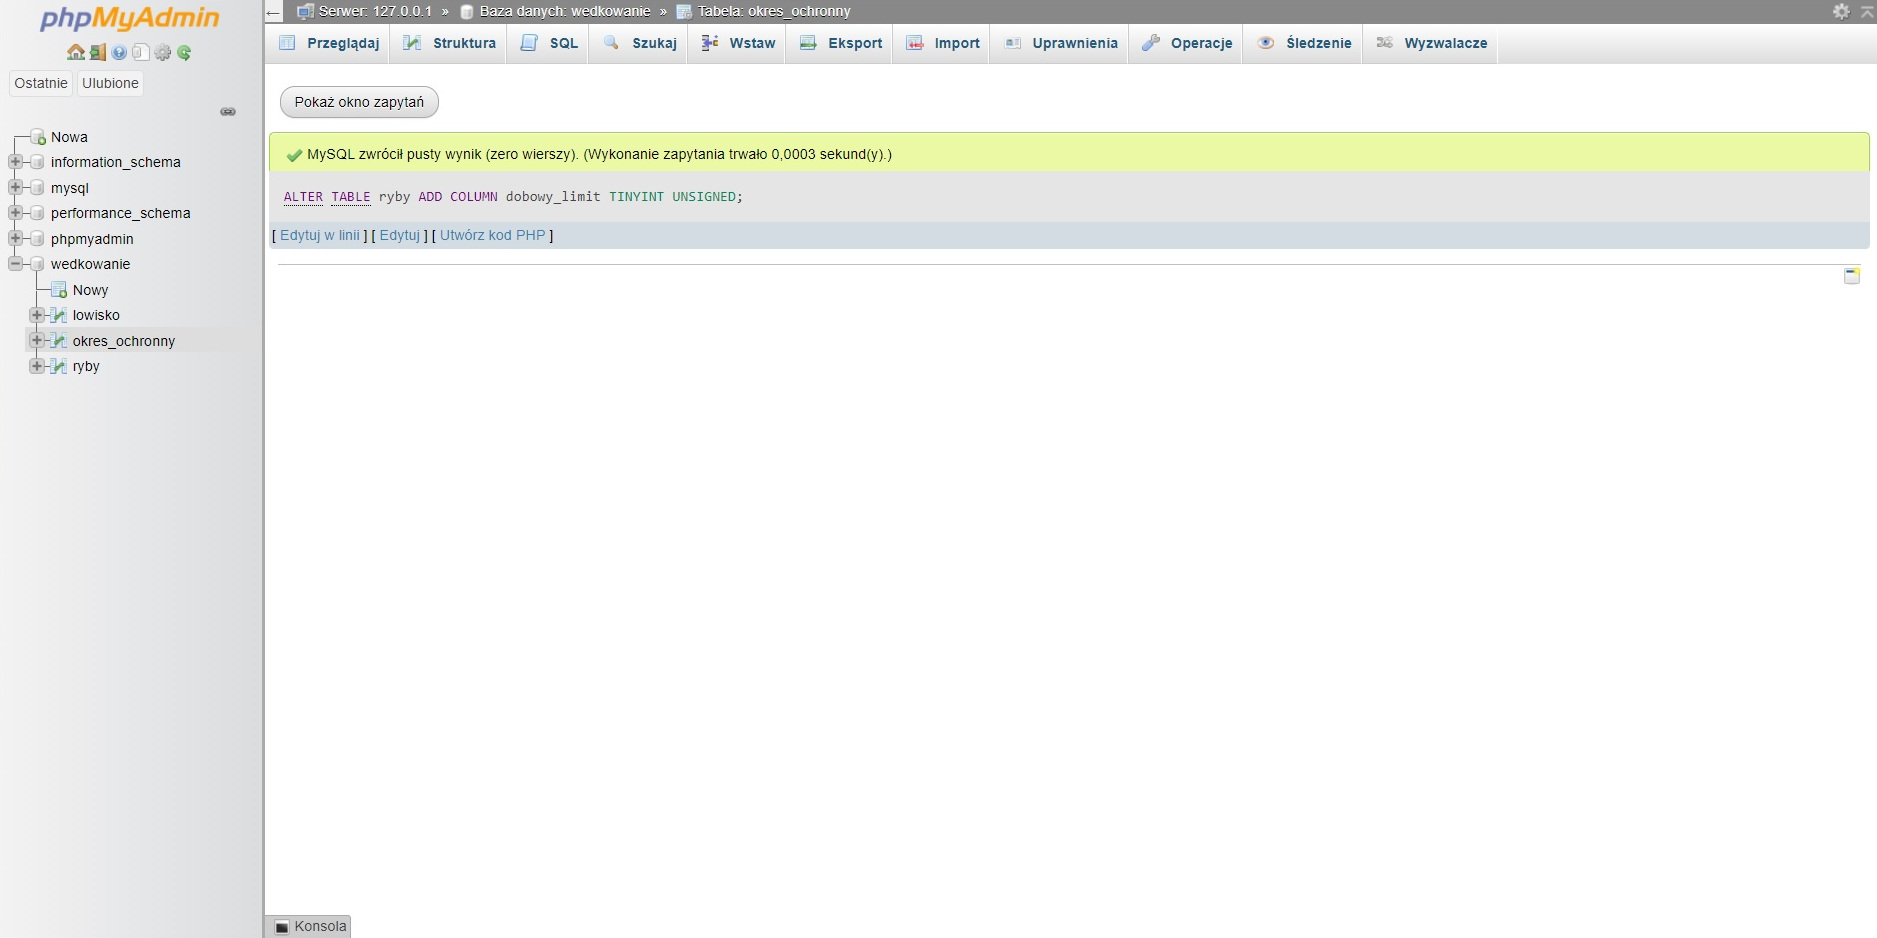 phpMyAdmin
Ostatnie Ulubione
Nowa
information_schema
mysql
performance_schema
phpmyadmin
wedkowanie
Nowy
lowisko
okres_ochronny
ryby
Serwer: 127.0.0.1 » Baza danych: wedkowanie » Tabela: okres_ochronny
Przeglądaj Struktura SQL Szukaj Wstaw Eksport Import Uprawnienia Operacje Śledzenie Wyzwalacze
Pokaż okno zapytań
MySQL zwrócił pusty wynik (zero wierszy). (Wykonanie zapytania trwało 0,0003 sekund(y).)
ALTER TABLE ryby ADD COLUMN dobowy_limit TINYINT UNSIGNED;
[ Edytuj w linii ] [ Edytuj ] [ Utwórz kod PHP ]
Konsola